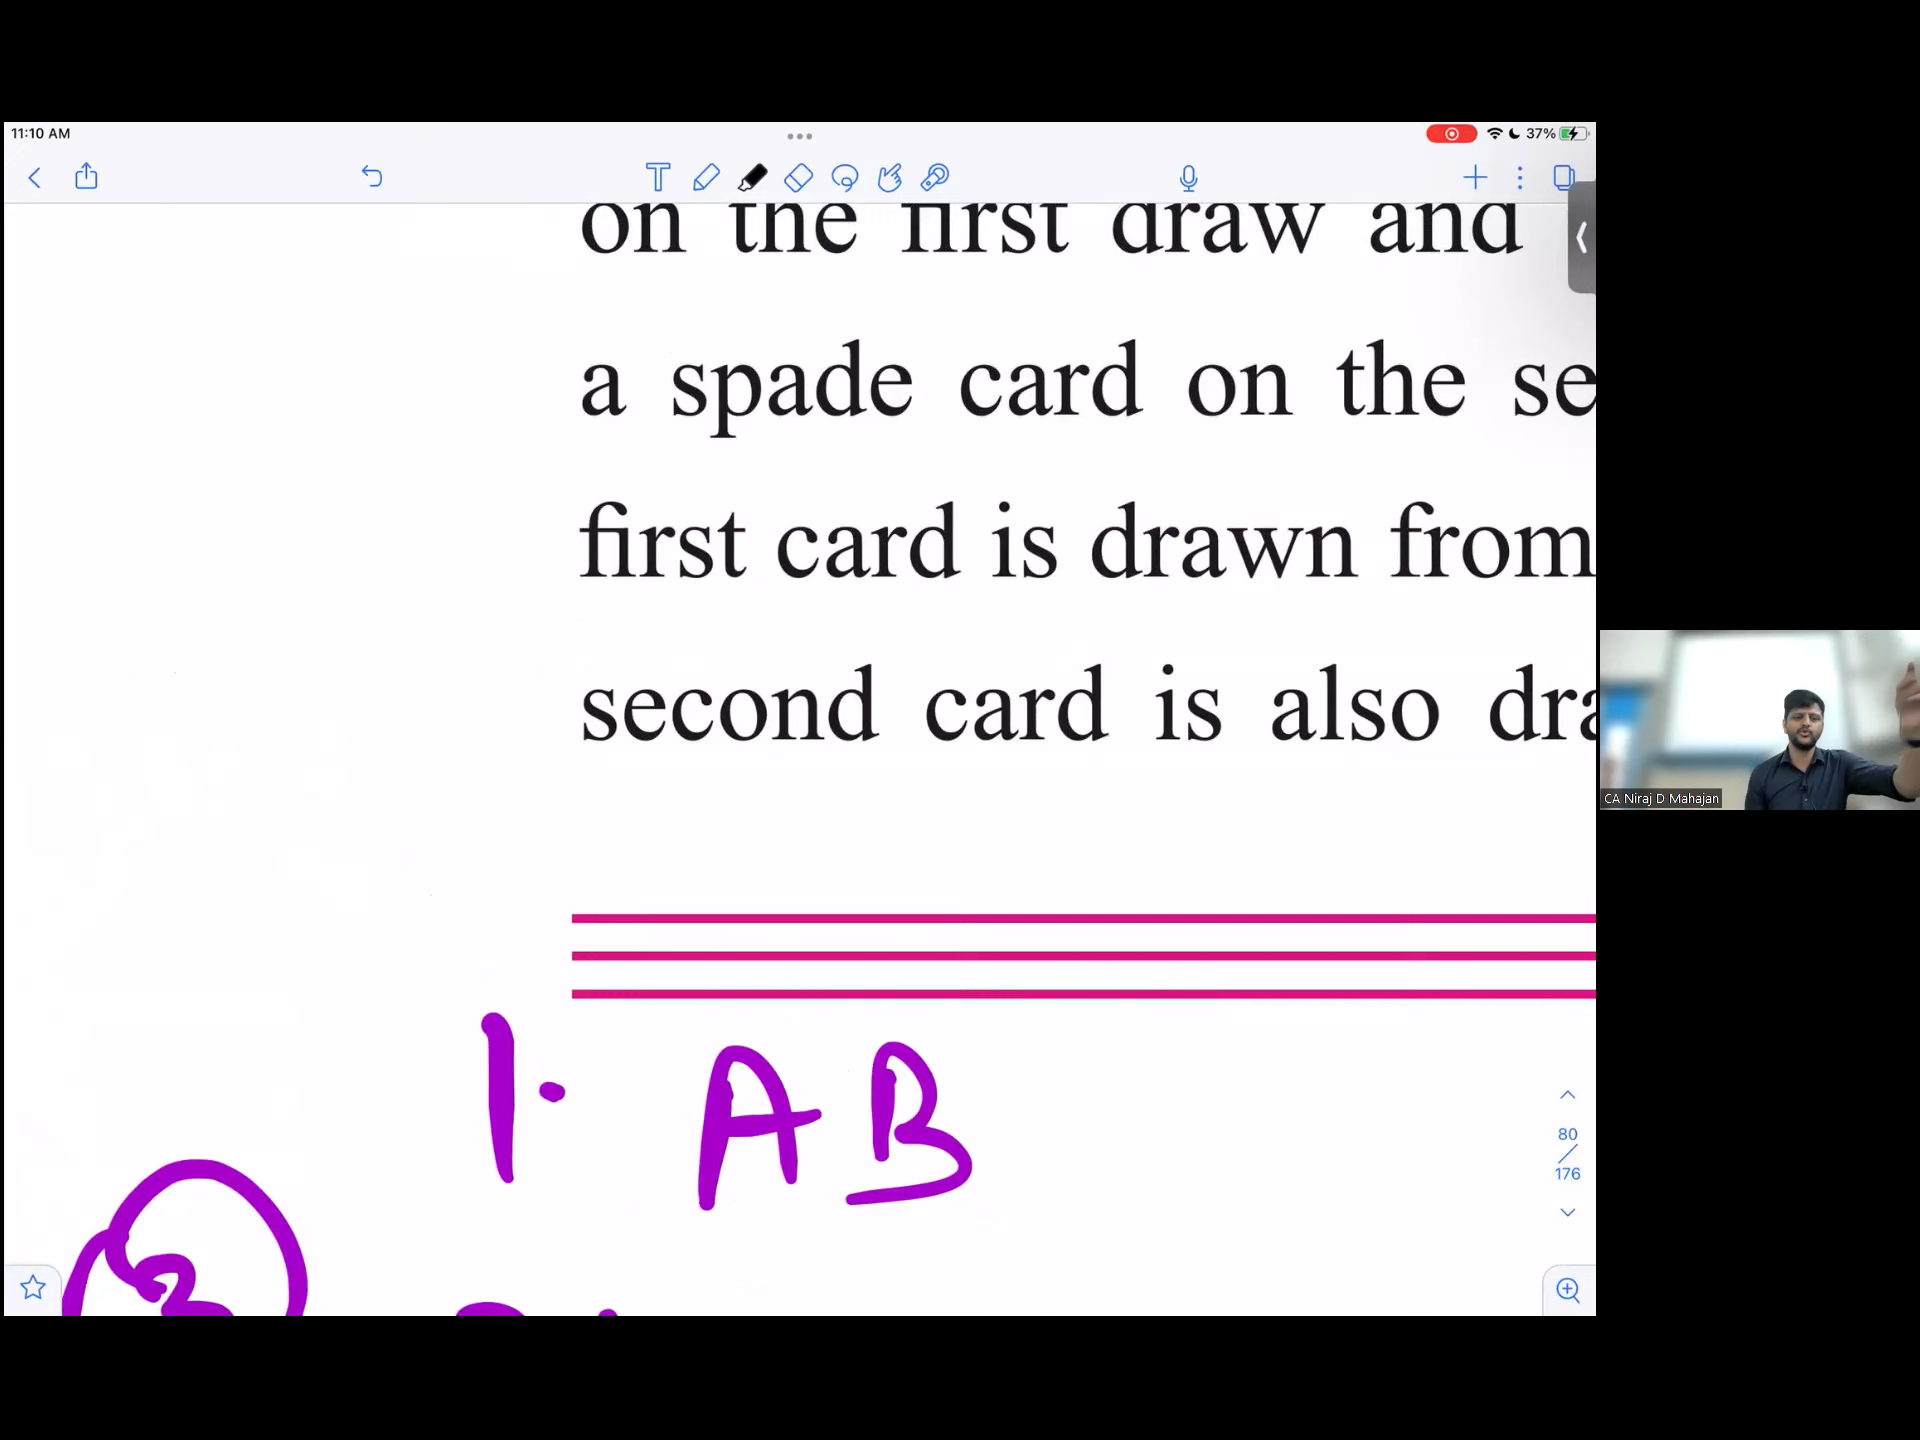 11:10 AM
37%
on the first draw and
a spade card on the se
first card is drawn from
second card is also dra
CA Niraj D Mahajan
1. AB
80
176